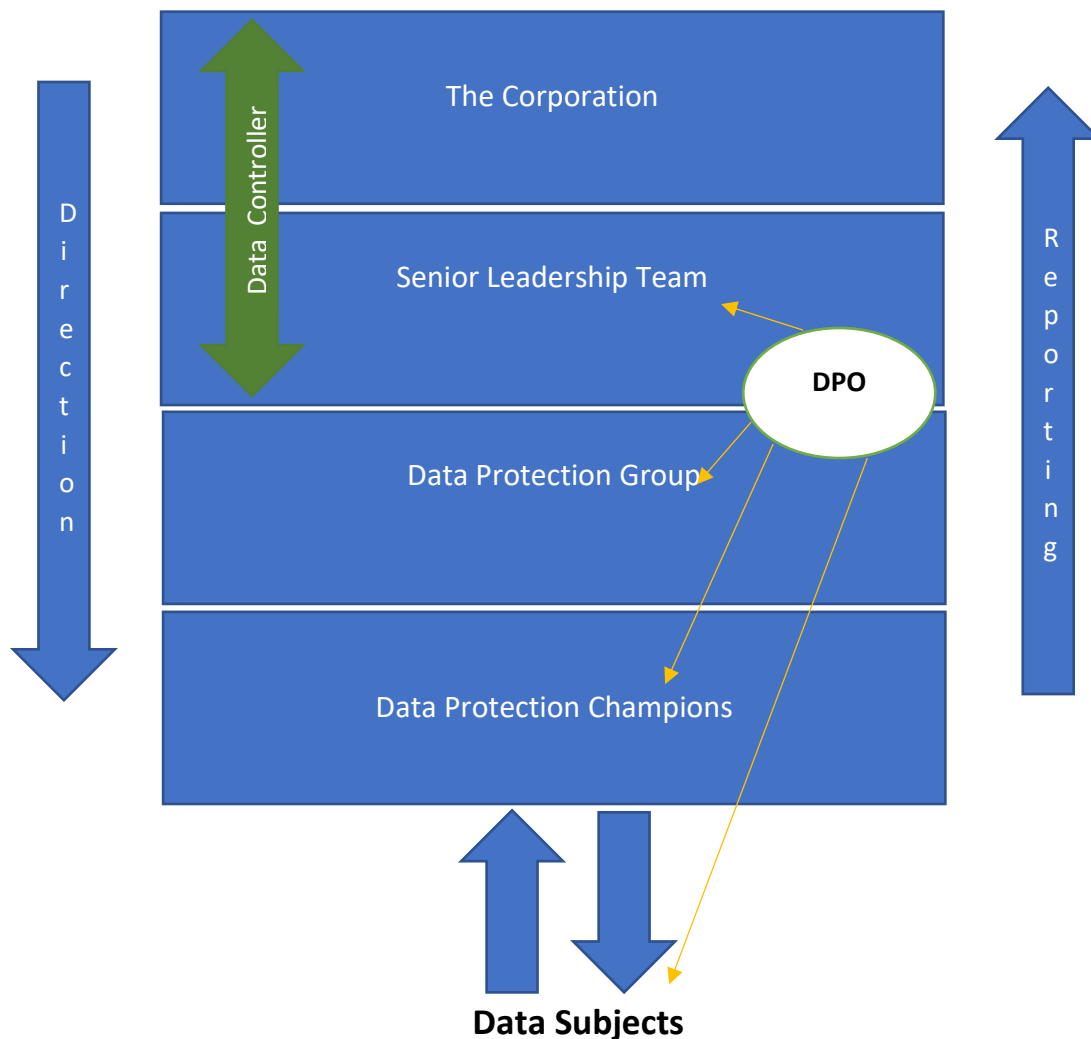 The Corporation
Data Controller
Direction
Reporting
Senior Leadership Team
DPO
Data Protection Group
Data Protection Champions
Data Subjects